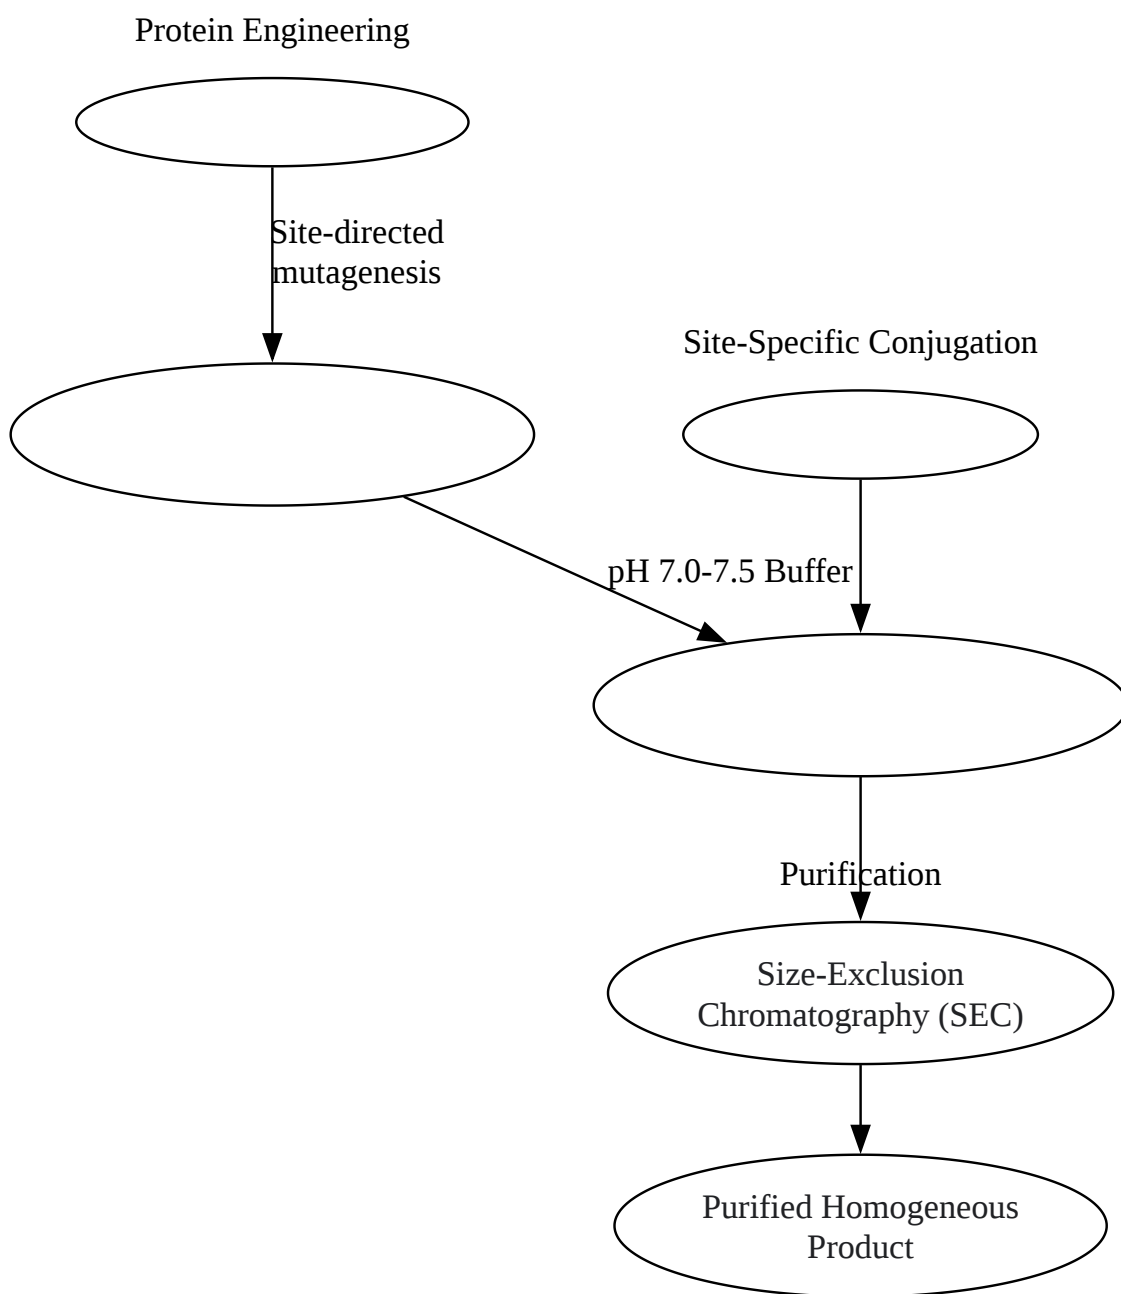 Protein Engineering
Site-directed
mutagenesis
Site-Specific Conjugation
pH 7.0-7.5 Buffer
Purification
Size-Exclusion
Chromatography (SEC)
Purified Homogeneous
Product